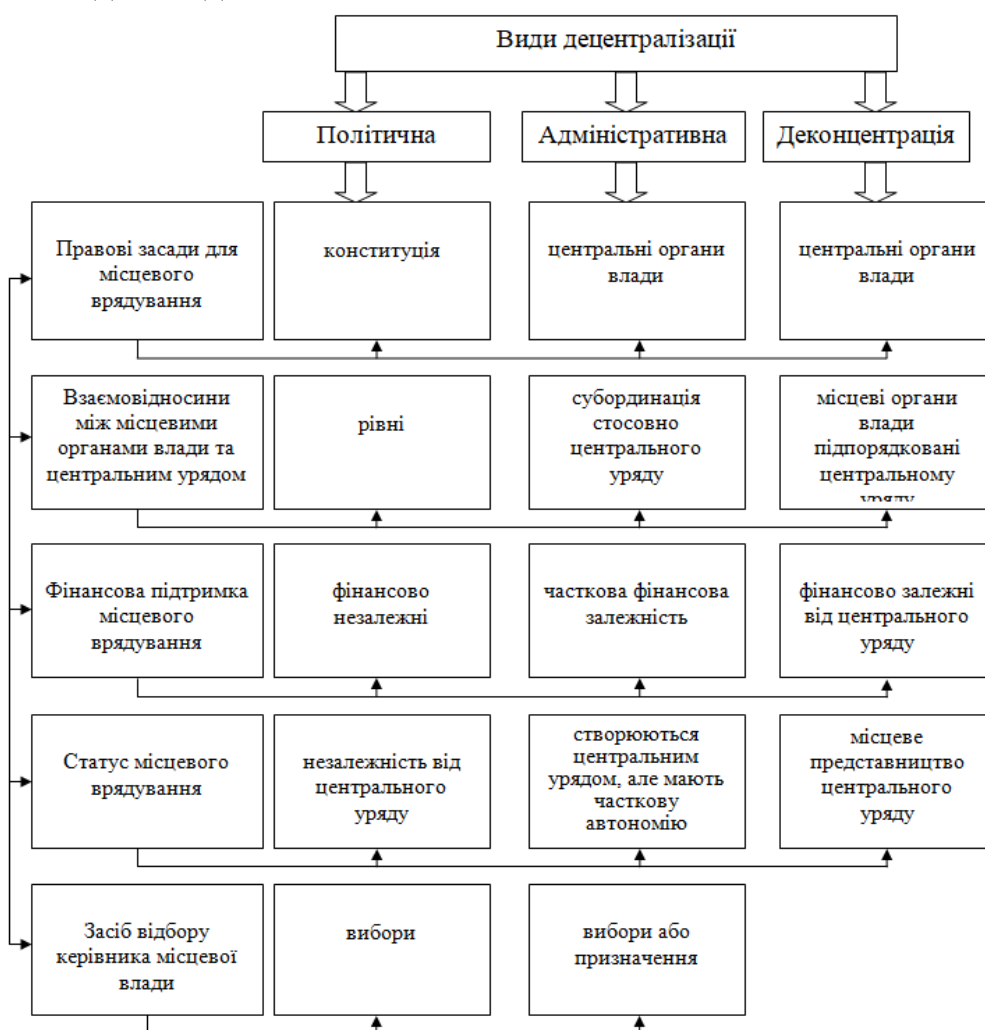 Види децентралізації
Політична
Адміністративна
Деконцентрація
Правові засади для
місцевого
врядування
конституція
центральні органи
влади
центральні органи
влади
Взаємовідносини
між місцевими
органами влади та
центральним урядом
рівні
субординація
стосовно
центрального
уряду
місцеві органи
влади
підпорядковані
центральному
уряду
Фінансова підтримка
місцевого
врядування
фінансово
незалежні
часткова фінансова
залежність
фінансово залежні
від центрального
уряду
Статус місцевого
врядування
незалежність від
центрального
уряду
створюються
центральним
урядом, але мають
часткову
автономію
місцеве
представництво
центрального
уряду
Засіб відбору
керівника місцевої
влади
вибори
вибори або
призначення